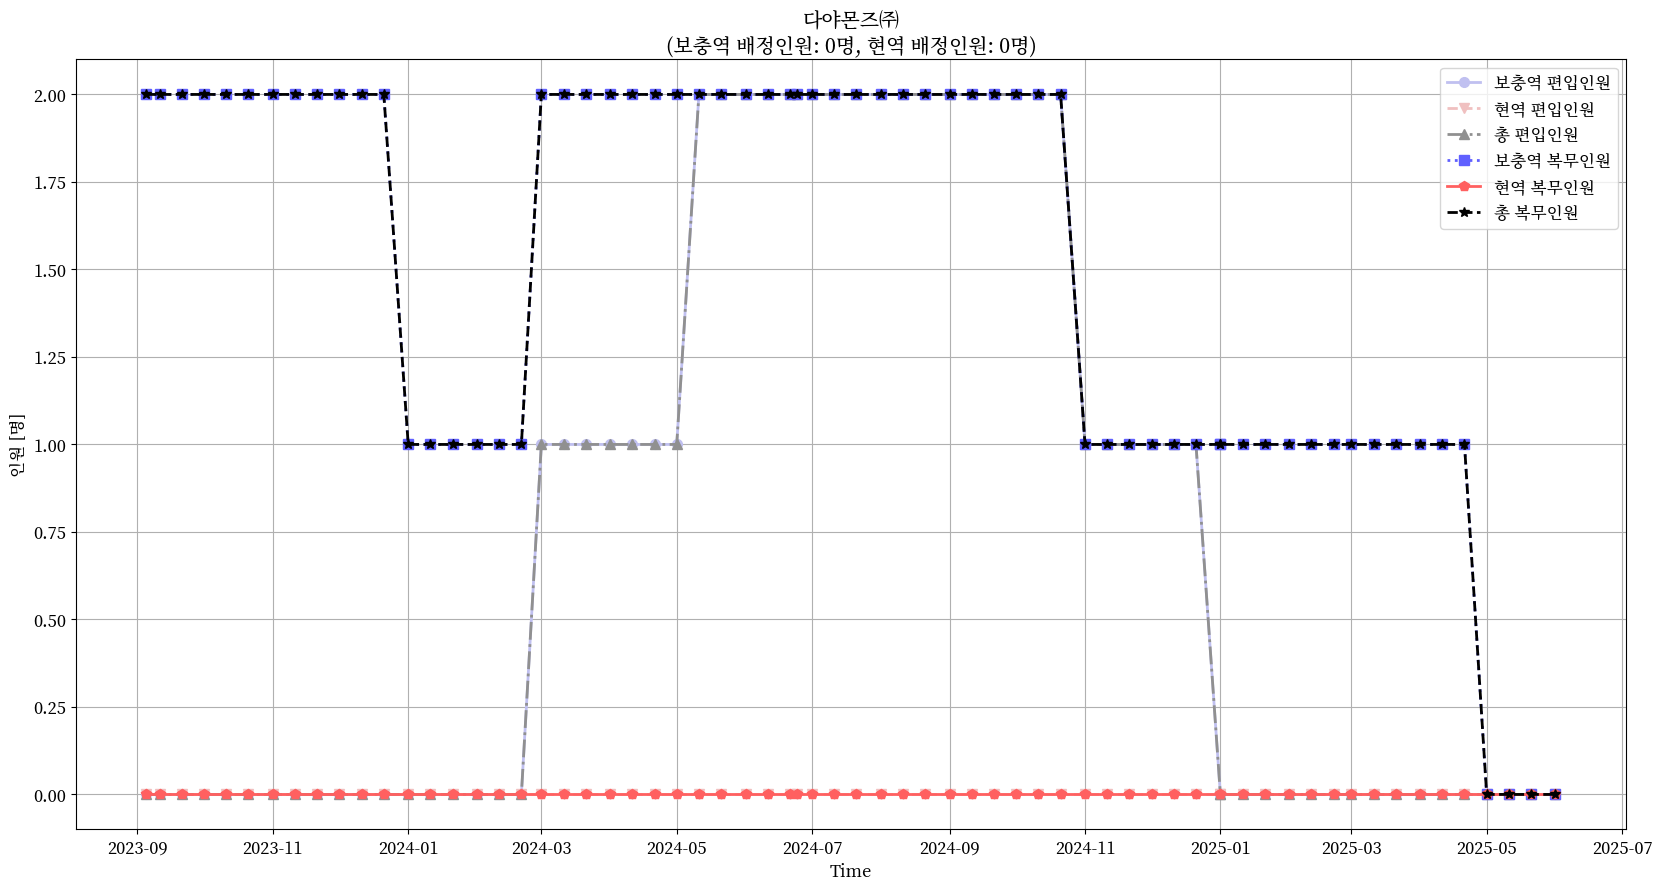 다야몬즈㈜
(보충역 배정인원: 0명, 현역 배정인원: 0명)
보충역 편입인원
현역 편입인원
총 편입인원
보충역 복무인원
현역 복무인원
총 복무인원
2.00
1.75
1.50
1.25
1.00
0.75
0.50
0.25
0.00
인원 [명]
2023-09 2023-11 2024-01 2024-03 2024-05 2024-07 2024-09 2024-11 2025-01 2025-03 2025-05 2025-07
Time